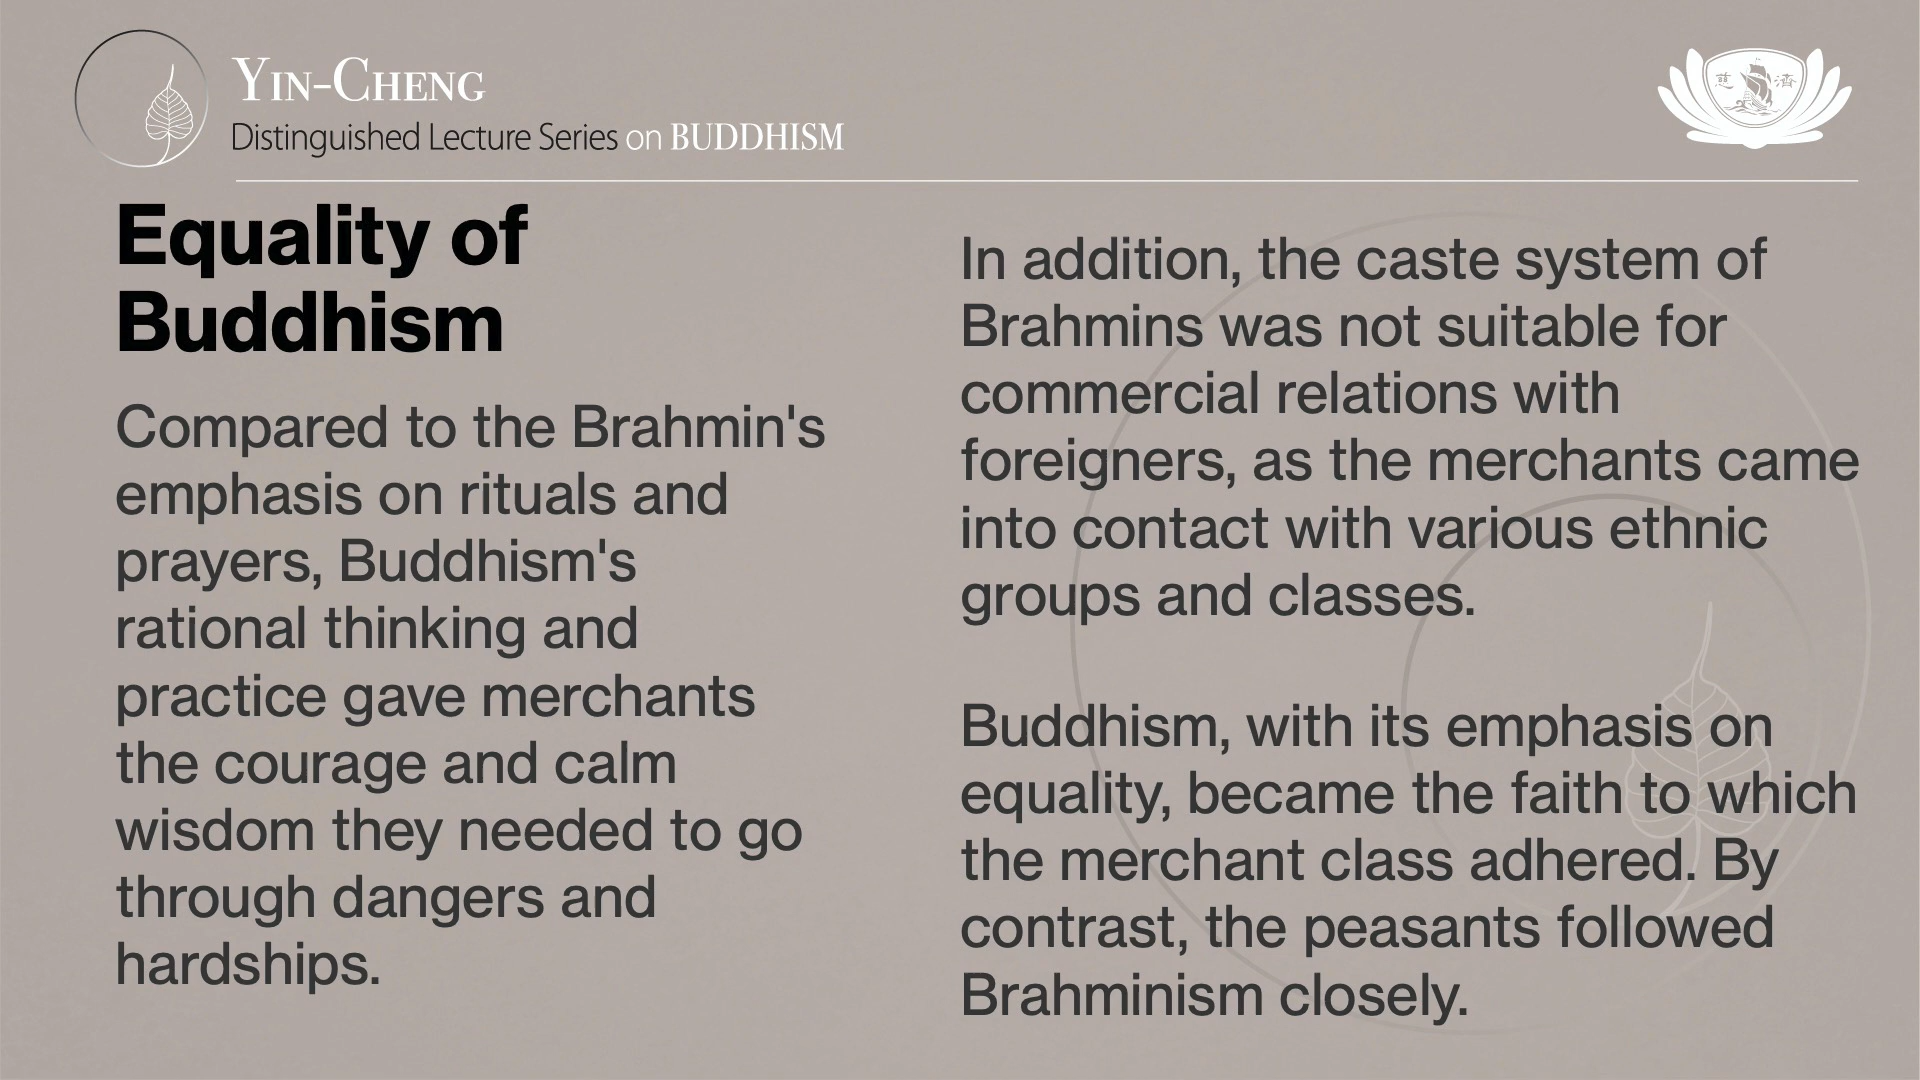 Yin-Cheng
Distinguished Lecture Series on BUDDHISM
慈 濟
Equality of
Buddhism
Compared to the Brahmin's
emphasis on rituals and
prayers, Buddhism's
rational thinking and
practice gave merchants
the courage and calm
wisdom they needed to go
through dangers and
hardships.
In addition, the caste system of
Brahmins was not suitable for
commercial relations with
foreigners, as the merchants came
into contact with various ethnic
groups and classes.
Buddhism, with its emphasis on
equality, became the faith to which
the merchant class adhered. By
contrast, the peasants followed
Brahminism closely.